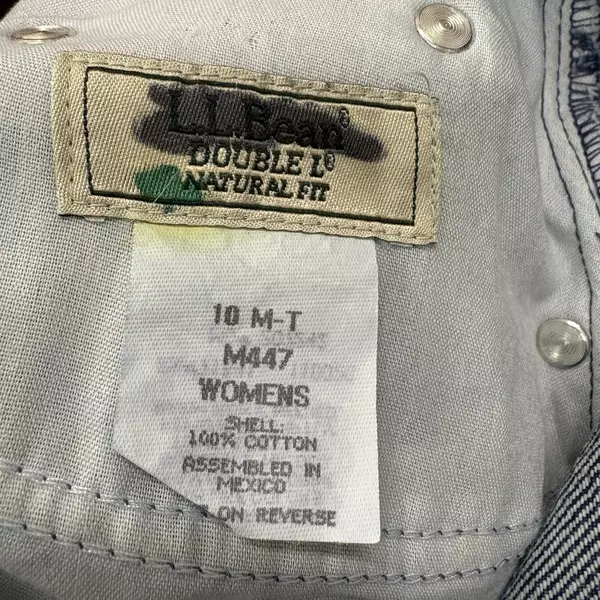 L.L.Bean®
DOUBLE L®
NATURAL FIT
10 M-T
M447
WOMENS
SHELL:
100% COTTON
ASSEMBLED IN
MEXICO
ON REVERSE